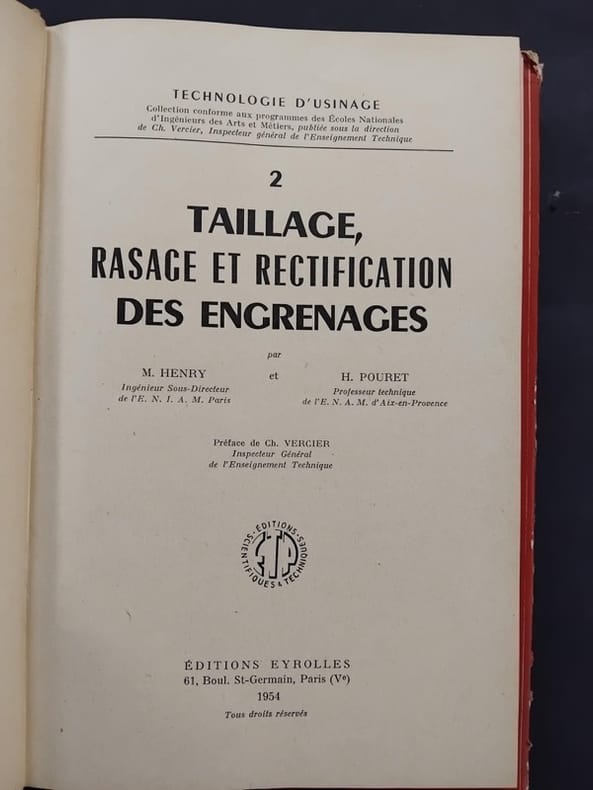 TECHNOLOGIE D'USINAGE
Collection conforme aux programmes des Écoles Nationales
d'Ingénieurs des Arts et Métiers, publiée sous la direction
de Ch. Vercier, Inspecteur général de l'Enseignement Technique
2
TAILLAGE,
RASAGE ET RECTIFICATION
DES ENGRENAGES
par
M. HENRY
Ingénieur Sous-Directeur
de l'E. N. I. A. M. Paris
et
H. POURET
Professeur technique
de l'E. N. A. M. d'Aix-en-Provence
Préface de Ch. VERCIER
Inspecteur Général
de l'Enseignement Technique
ÉDITIONS
SCIENTIFIQUES & TECHNIQUES
ETP
ÉDITIONS EYROLLES
61, Boul. St-Germain, Paris (Ve)
1954
Tous droits réservés